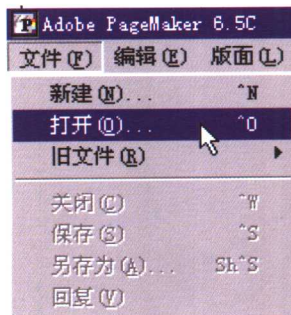 Adobe PageMaker 6.5C
文件(F) 编辑(E) 版面(L)
新建(N)... ^N
打开(O)... ^O
旧文件(R)
关闭(C) ^W
保存(S) ^S
另存为(A)... Sh^S
回复(V)